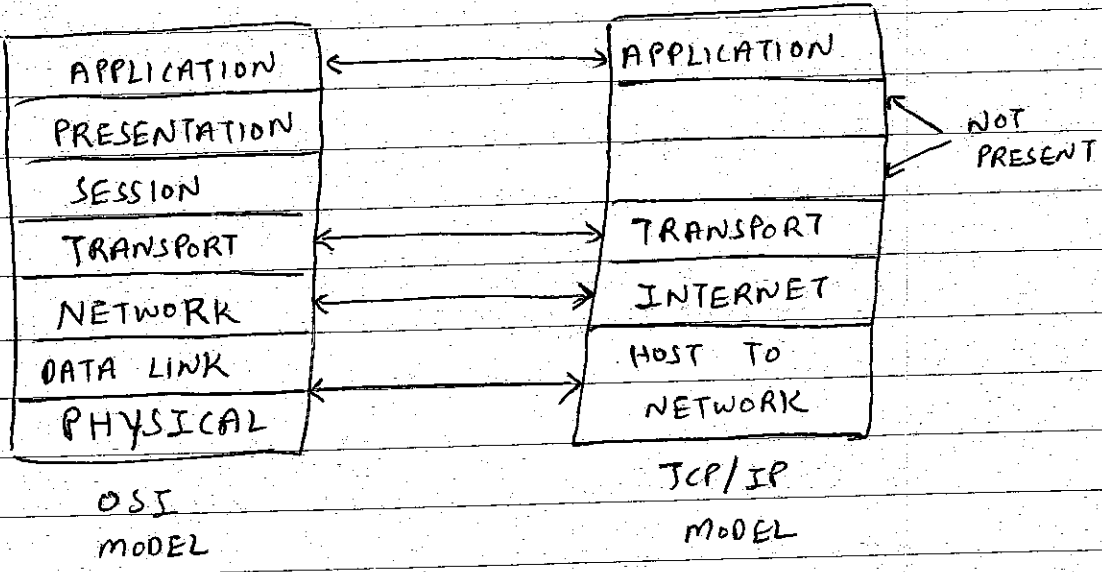 APPLICATION
PRESENTATION
SESSION
TRANSPORT
NETWORK
DATA LINK
PHYSICAL
OSI
MODEL
APPLICATION
NOT
PRESENT
TRANSPORT
INTERNET
HOST TO
NETWORK
TCP/IP
MODEL